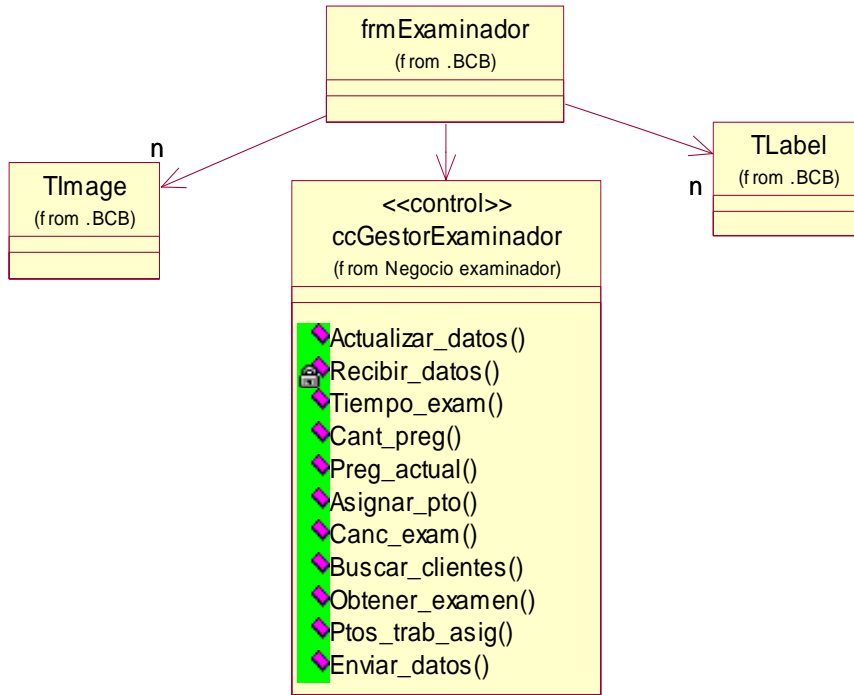 frmExaminador
(from .BCB)
n
TImage
(from .BCB)
TLabel
(from .BCB)
n
<<control>>
ccGestorExaminador
(from Negocio examinador)
Actualizar_datos()
Recibir_datos()
Tiempo_exam()
Cant_preg()
Preg_actual()
Asignar_pto()
Canc_exam()
Buscar_clientes()
Obtener_examen()
Ptos_trab_asig()
Enviar_datos()